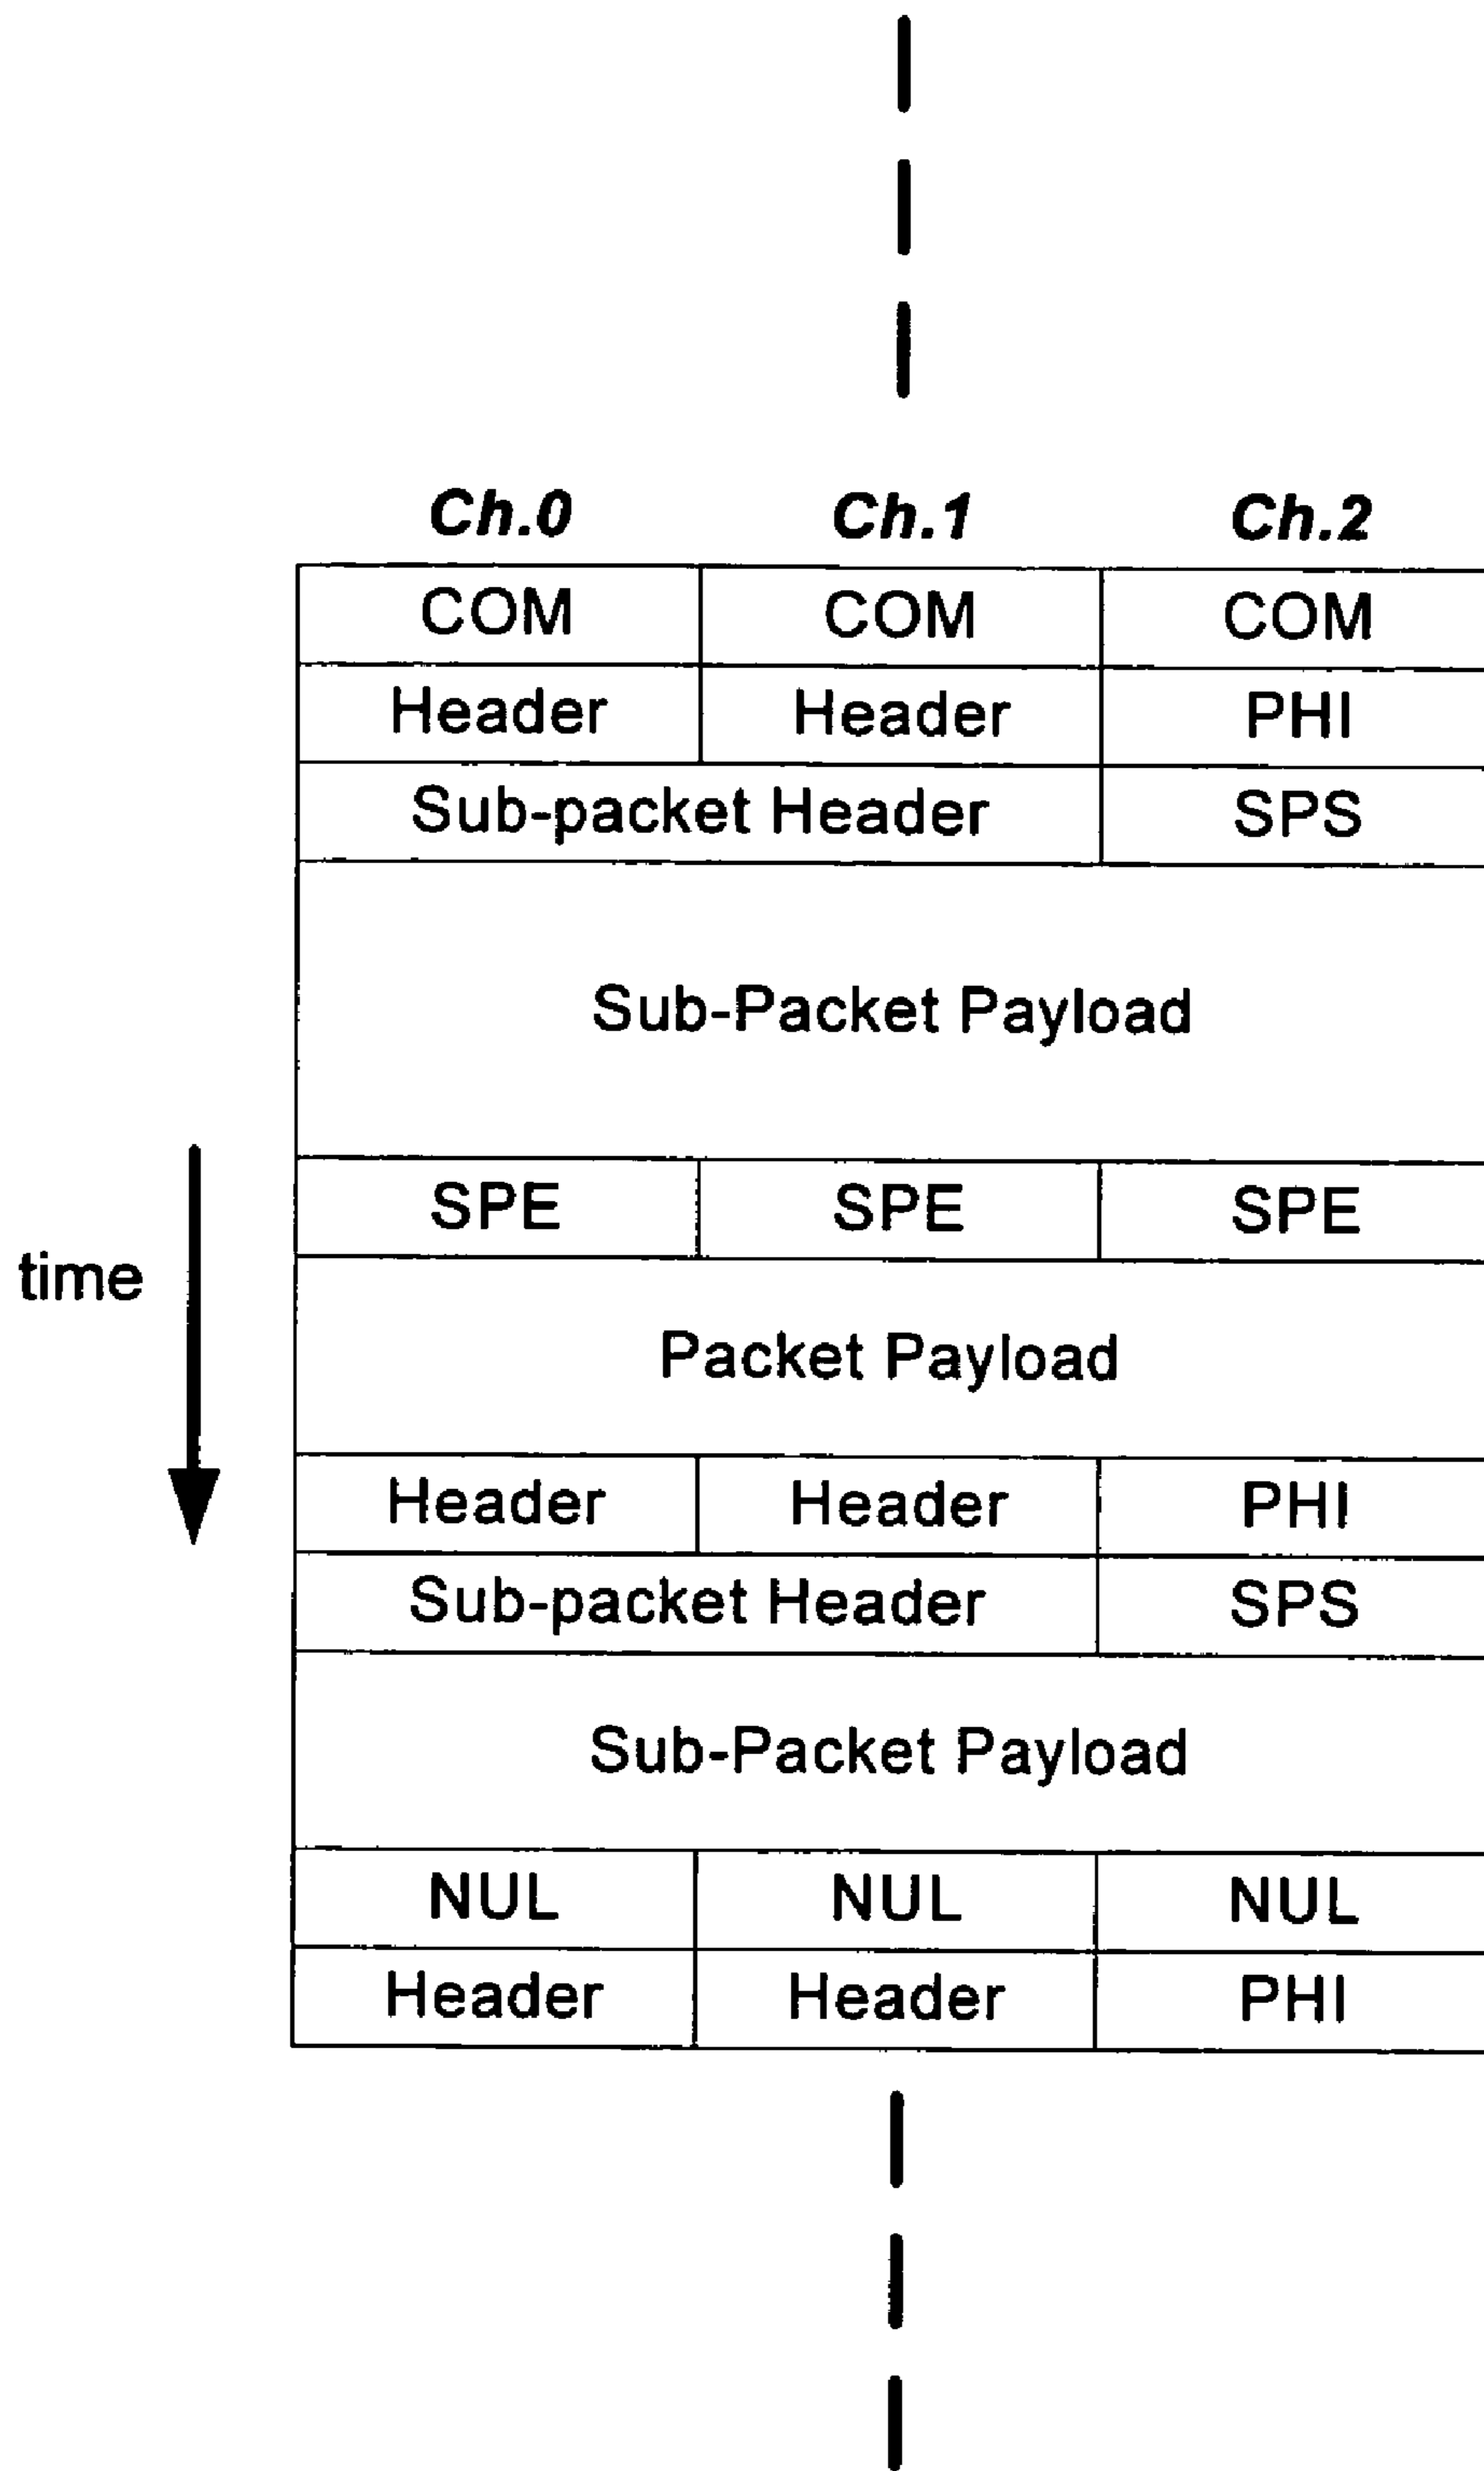 Ch.0 Ch.1 Ch.2
COM COM COM
Header Header PHI
Sub-packet Header SPS
Sub-Packet Payload
SPE SPE SPE
time
Packet Payload
Header Header PHI
Sub-packet Header SPS
Sub-Packet Payload
NUL NUL NUL
Header Header PHI